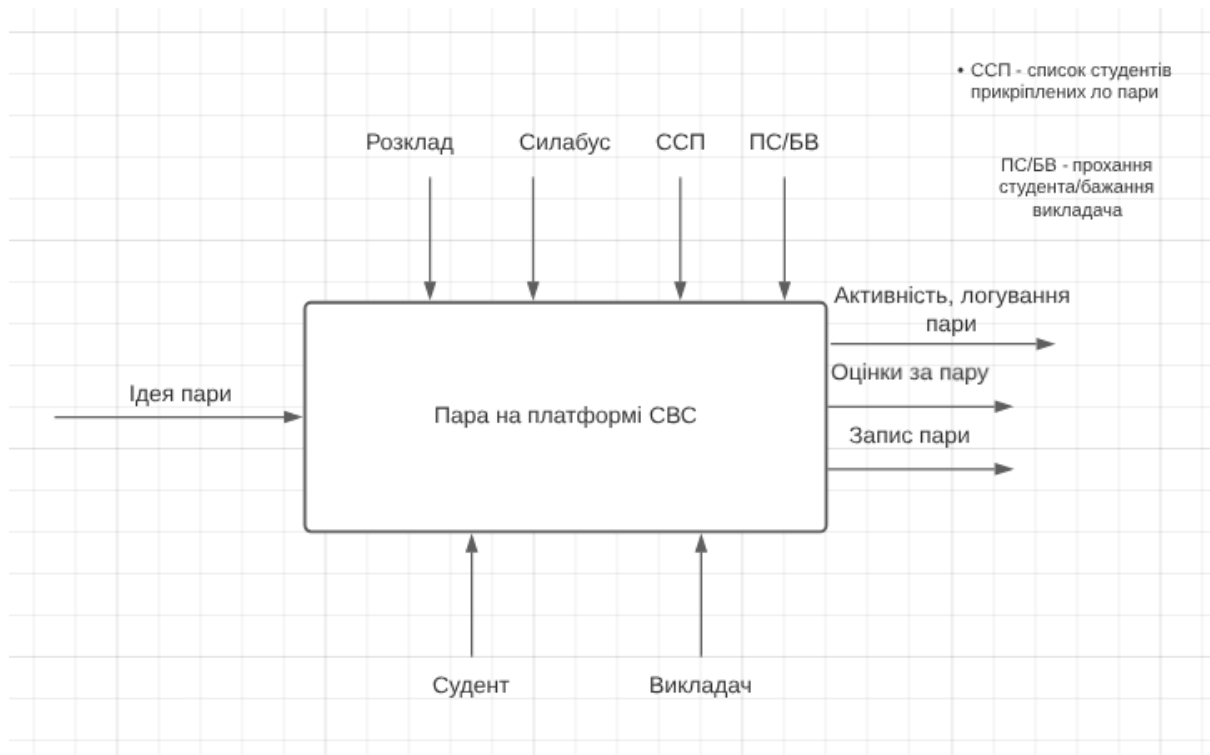 • ССП - список студентів
прикріплених ло пари
Розклад
Силабус
ССП
ПС/БВ
ПС/БВ - прохання
студента/бажання
викладача
Активність, логування
пари
Оцінки за пару
Ідея пари
Пара на платформі СВС
Запис пари
Судент
Викладач